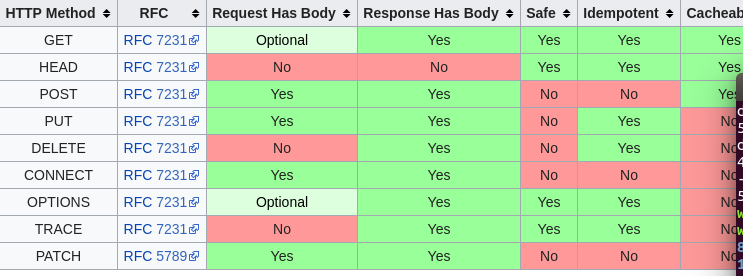 HTTP Method RFC Request Has Body Response Has Body Safe Idempotent
GET RFC 7231 Optional Yes Yes Yes Yes
HEAD RFC 7231 No No Yes Yes Yes
POST RFC 7231 Yes Yes No No Yes
PUT RFC 7231 Yes Yes No Yes No
DELETE RFC 7231 No Yes No Yes No
CONNECT RFC 7231 Yes Yes No No No
OPTIONS RFC 7231 Optional Yes Yes Yes No
TRACE RFC 7231 No Yes Yes Yes No
PATCH RFC 5789 Yes Yes No No No